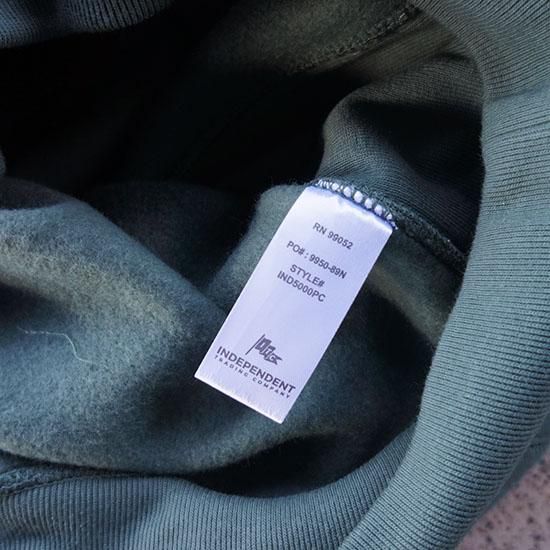 RN 99052
PO# : 9950-89N
STYLE#
IND5000PC
INDEPENDENT
TRADING COMPANY